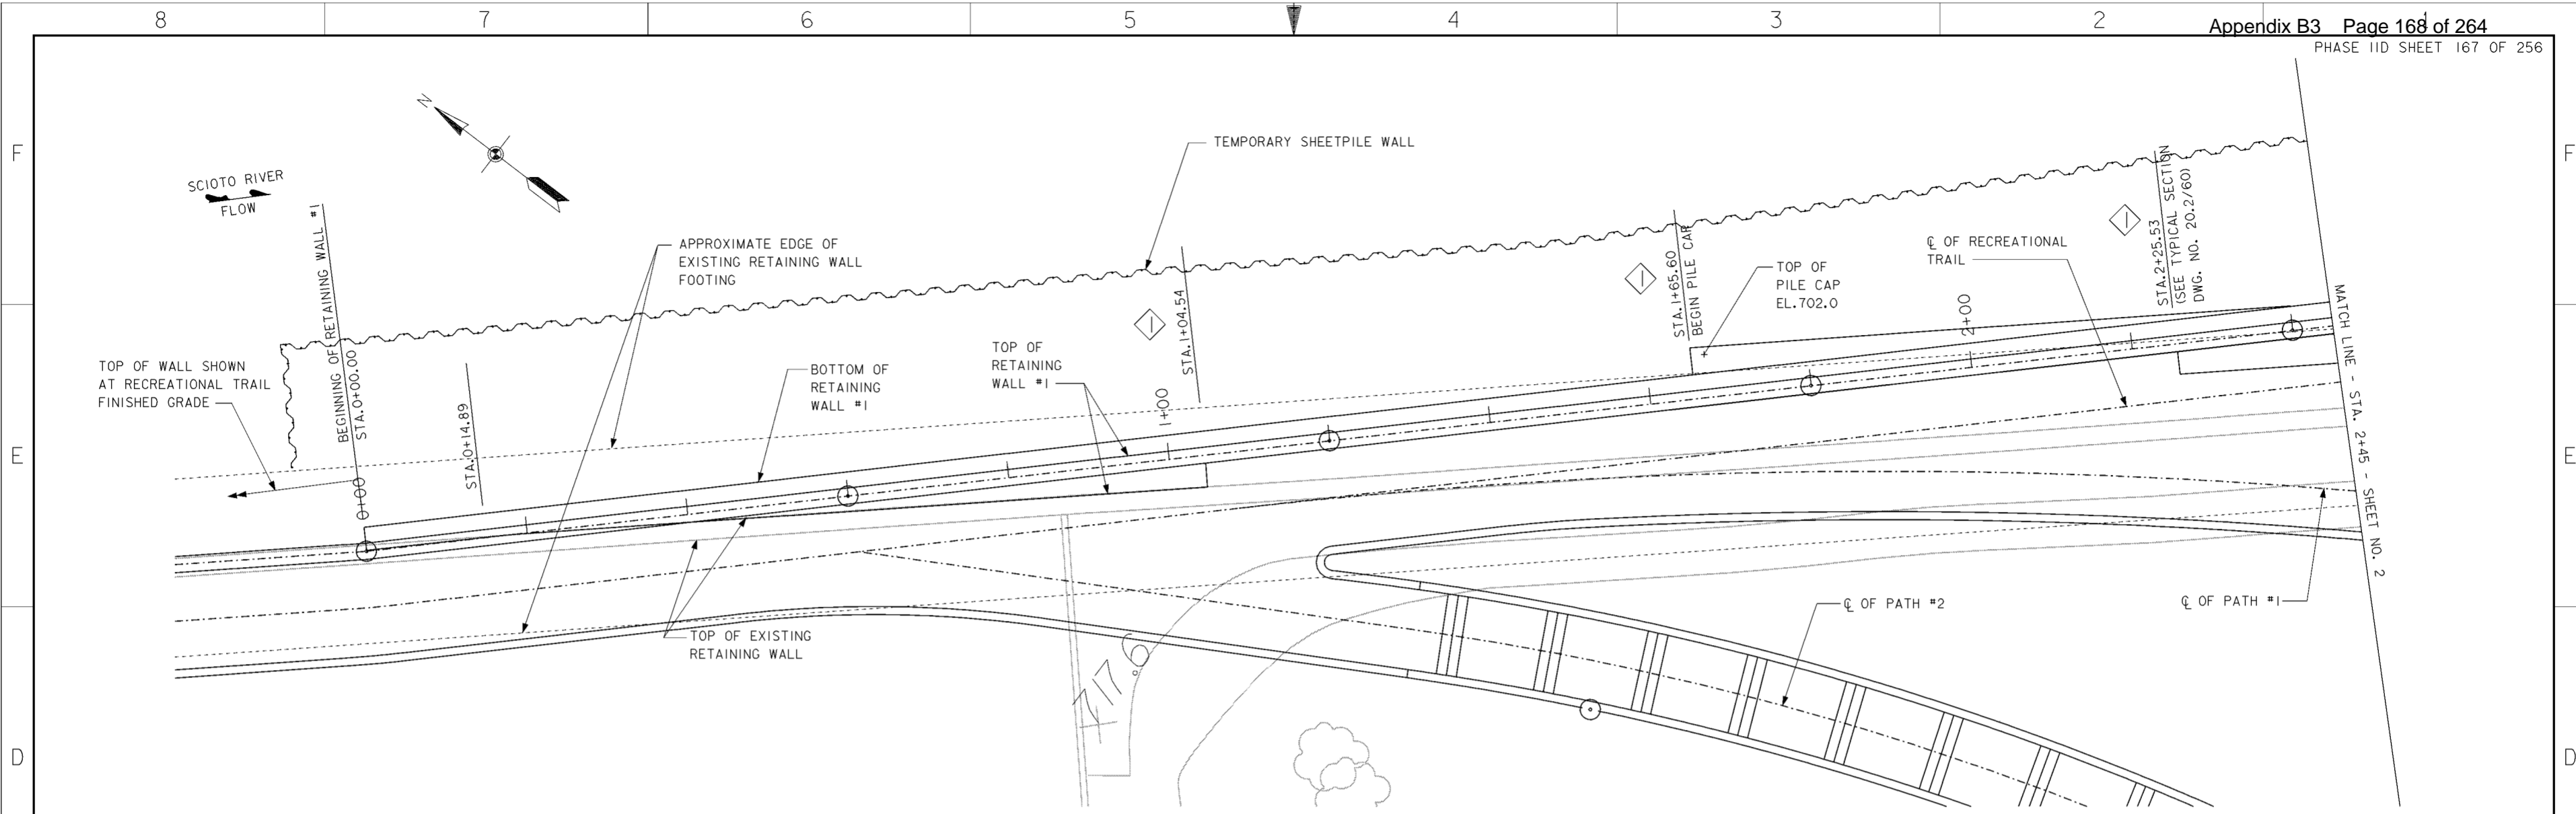 8 7 6 5 4 3 2 1
Appendix B3 Page 168 of 264
PHASE IID SHEET 167 OF 256
F
F
E
E
D
D
N
SCIOTO RIVER
FLOW
TEMPORARY SHEETPILE WALL
APPROXIMATE EDGE OF
EXISTING RETAINING WALL
FOOTING
BEGINNING OF RETAINING WALL #1
STA.0+00.00
0+00
TOP OF WALL SHOWN
AT RECREATIONAL TRAIL
FINISHED GRADE
STA.0+14.89
BOTTOM OF
RETAINING
WALL #1
TOP OF
RETAINING
WALL #1
1+00
1
STA.1+04.54
1
STA.1+65.60
BEGIN PILE CAP
TOP OF
PILE CAP
EL.702.0
2+00
℄ OF RECREATIONAL
TRAIL
1
STA.2+25.53
(SEE TYPICAL SECTION
DWG. NO. 20.2/60)
MATCH LINE - STA. 2+45 - SHEET NO. 2
TOP OF EXISTING
RETAINING WALL
717.6
℄ OF PATH #2
℄ OF PATH #1